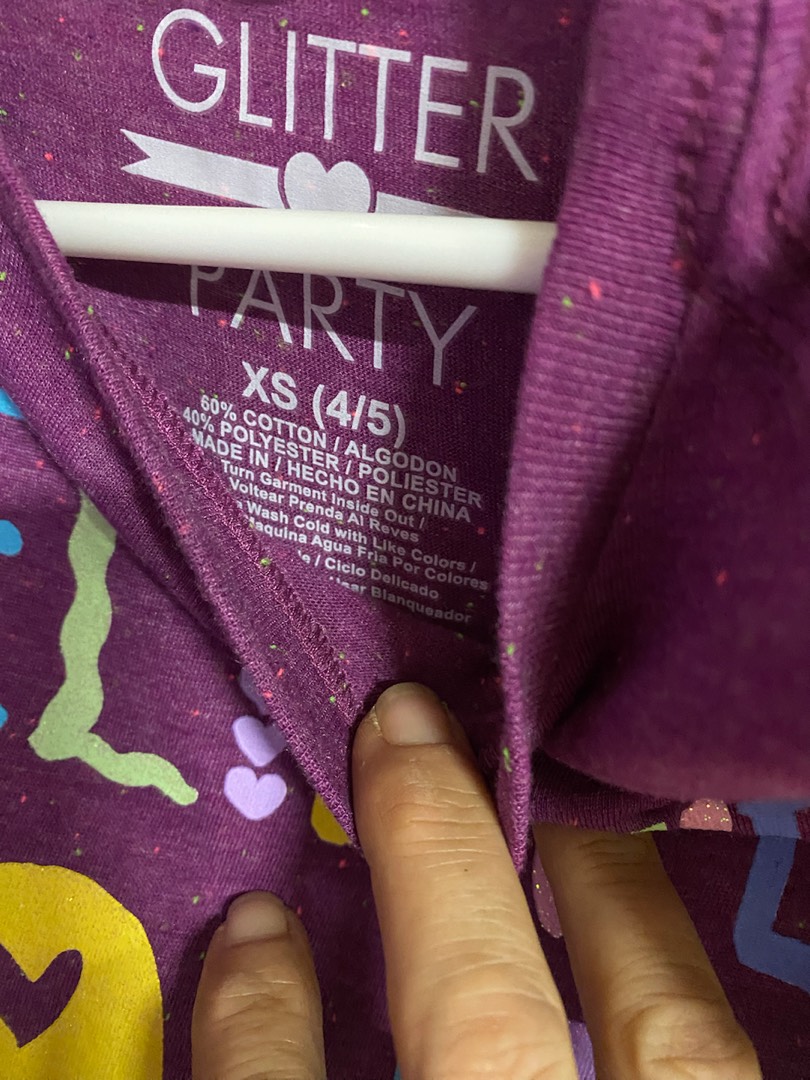 GLITTER
PARTY
XS (4/5)
60% COTTON / ALGODON
40% POLYESTER / POLIESTER
MADE IN / HECHO EN CHINA
Turn Garment Inside Out /
Voltear Prenda Al Reves
Wash Cold with Like Colors /
Agua Fria Por Colores
/ Ciclo Delicado
Blanqueador